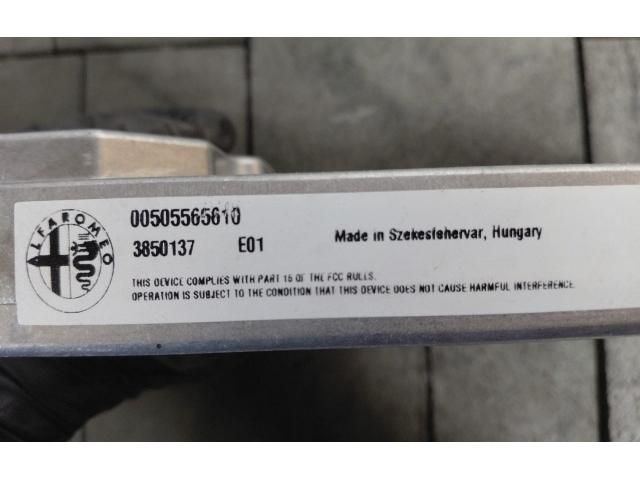 ALFA ROMEO
00505565610
3850137 E01
Made in Szekesfehervar, Hungary
THIS DEVICE COMPLIES WITH PART 15 OF THE FCC RULES.
OPERATION IS SUBJECT TO THE CONDITION THAT THIS DEVICE DOES NOT CAUSE HARMFUL INTERFERENCE.